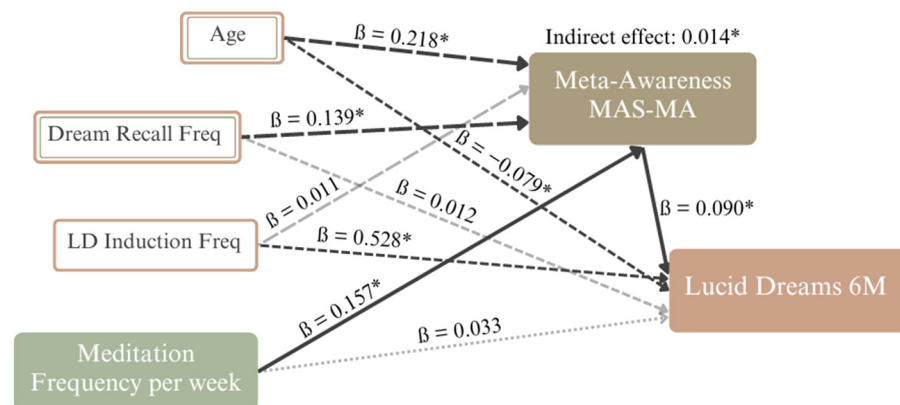 Age
ß = 0.218*
Indirect effect: 0.014*
Meta-Awareness
MAS-MA
Dream Recall Freq
ß = 0.139*
ß = −0.079*
ß = 0.011
ß = 0.012
ß = 0.090*
LD Induction Freq
ß = 0.528*
Lucid Dreams 6M
ß = 0.157*
ß = 0.033
Meditation
Frequency per week